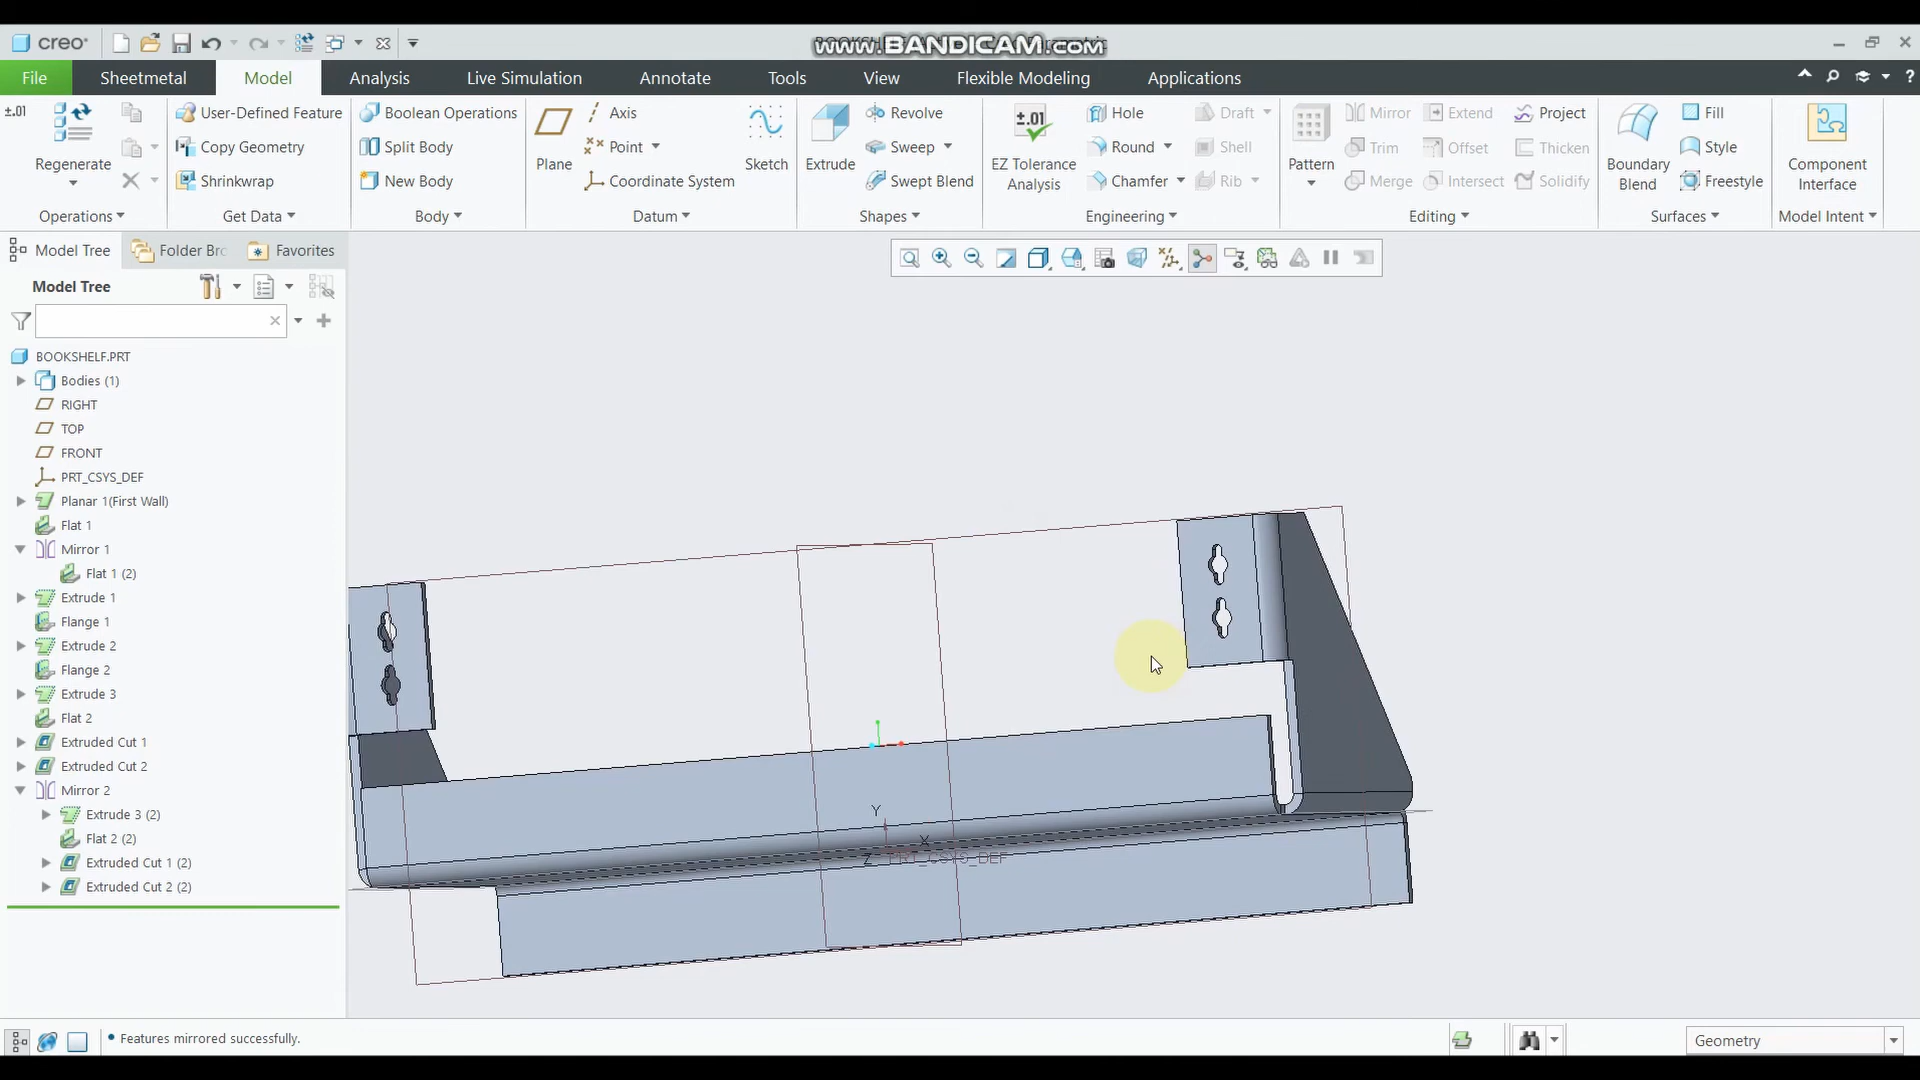 creo
www.BANDICAM.com
File Sheetmetal Model Analysis Live Simulation Annotate Tools View Flexible Modeling Applications
Regenerate
User-Defined Feature
Copy Geometry
Shrinkwrap
Boolean Operations
Split Body
New Body
Plane
Axis
Point
Coordinate System
Sketch
Extrude
Revolve
Sweep
Swept Blend
±.01
EZ Tolerance
Analysis
Hole
Round
Chamfer
Draft
Shell
Rib
Pattern
Mirror
Trim
Merge
Extend
Offset
Intersect
Project
Thicken
Solidify
Boundary
Blend
Fill
Style
Freestyle
Component
Interface
Operations Get Data Body Datum Shapes Engineering Editing Surfaces Model Intent
Model Tree Folder Bro Favorites
Model Tree
BOOKSHELF.PRT
Bodies (1)
RIGHT
TOP
FRONT
PRT_CSYS_DEF
Planar 1(First Wall)
Flat 1
Mirror 1
Flat 1 (2)
Extrude 1
Flange 1
Extrude 2
Flange 2
Extrude 3
Flat 2
Extruded Cut 1
Extruded Cut 2
Mirror 2
Extrude 3 (2)
Flat 2 (2)
Extruded Cut 1 (2)
Extruded Cut 2 (2)
Y
X
Z PRT_CSYS_DEF
• Features mirrored successfully.
Geometry